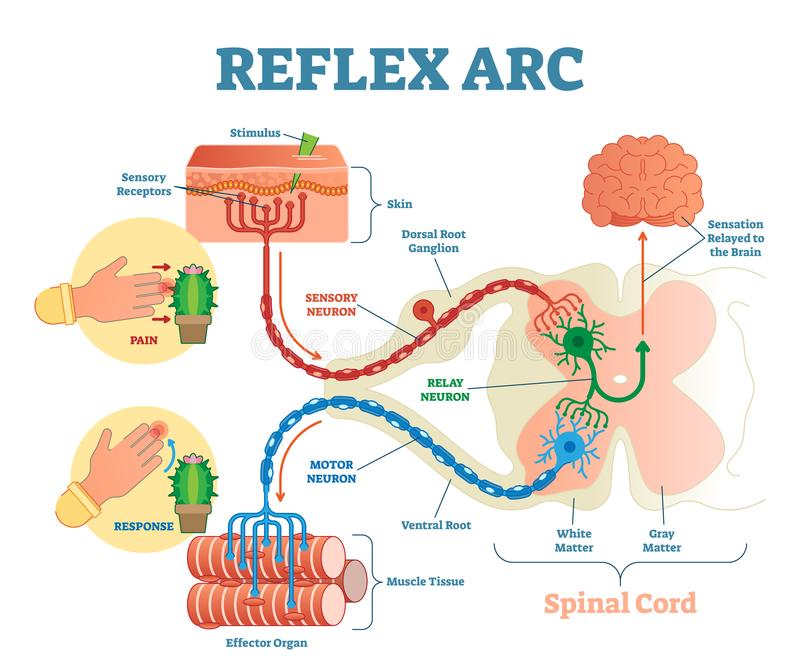 REFLEX ARC
Stimulus
Sensory
Receptors
Skin
Dorsal Root
Ganglion
Sensation
Relayed to
the Brain
SENSORY
NEURON
PAIN
RELAY
NEURON
MOTOR
NEURON
RESPONSE
Ventral Root
White
Matter
Gray
Matter
Muscle Tissue
Spinal Cord
Effector Organ
dreamstime